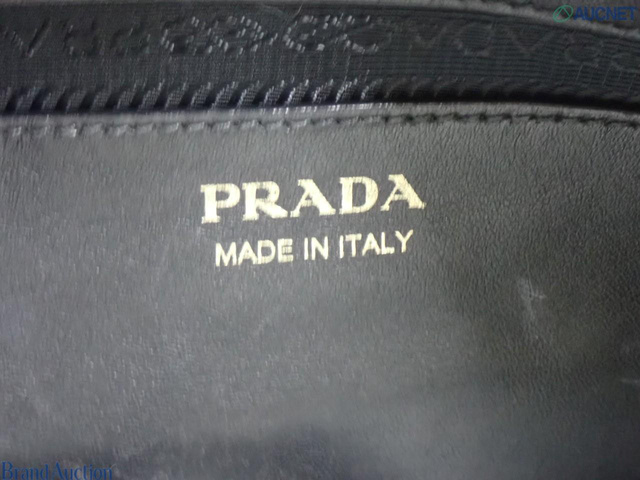 AUCNET
PRADA
MADE IN ITALY
Brand Auction